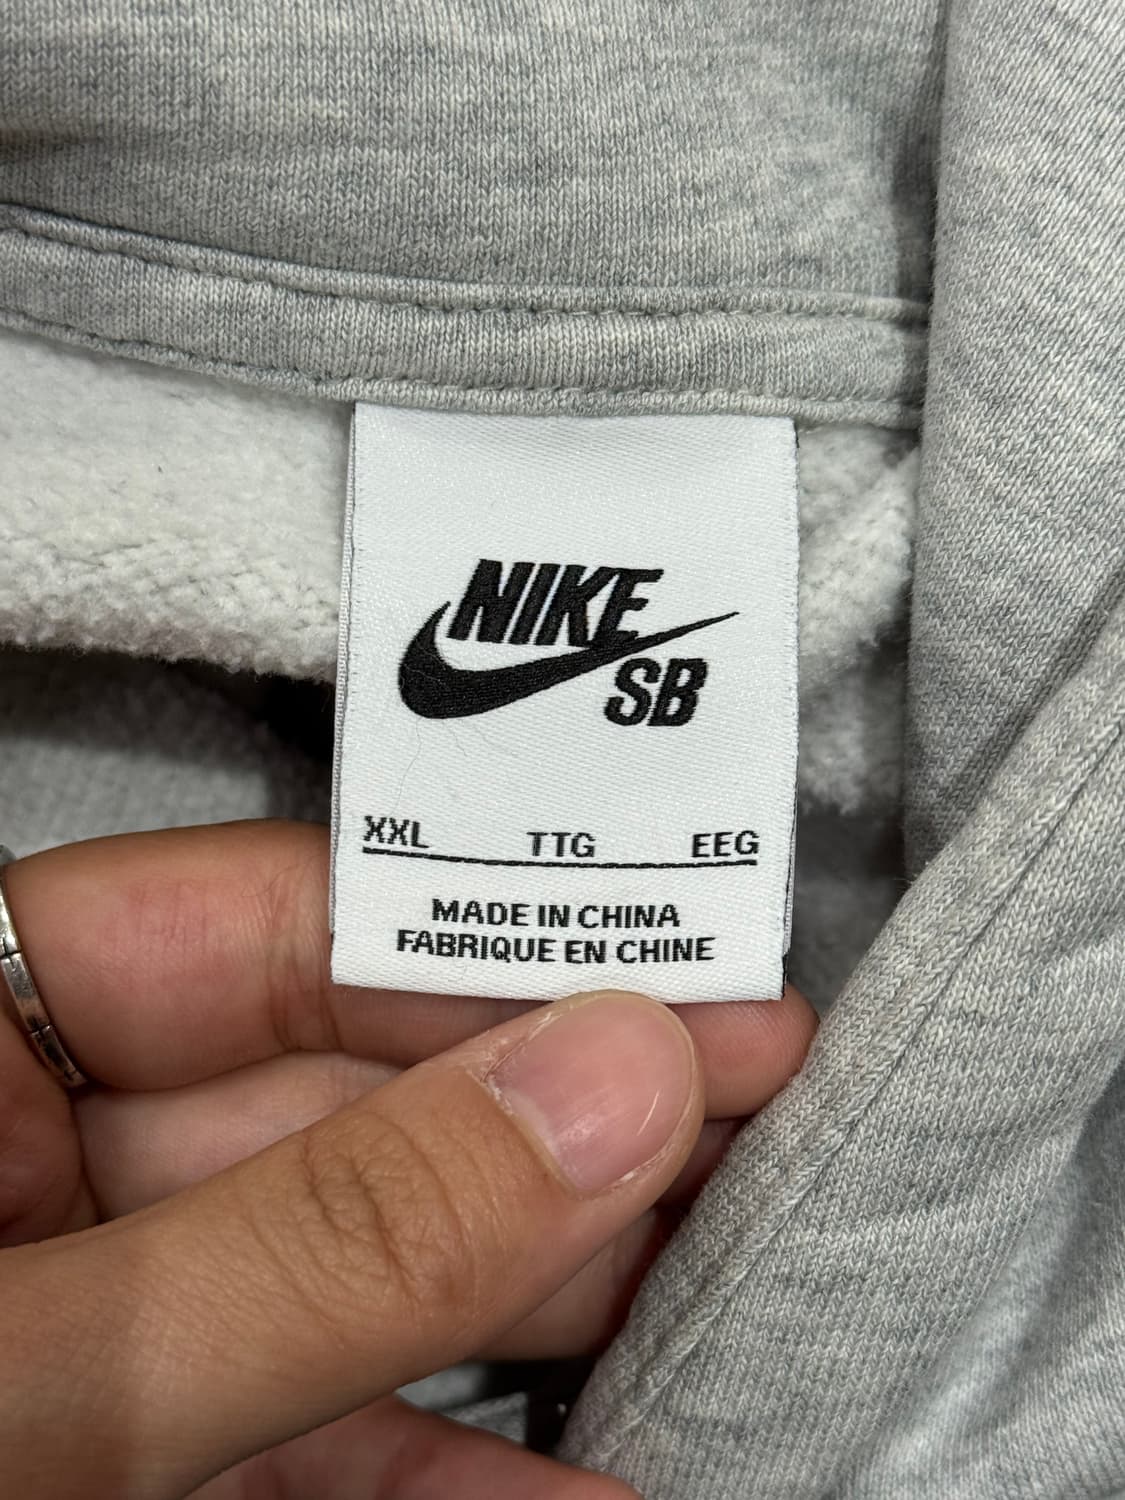 NIKE
SB
XXL TTG EEG
MADE IN CHINA
FABRIQUE EN CHINE